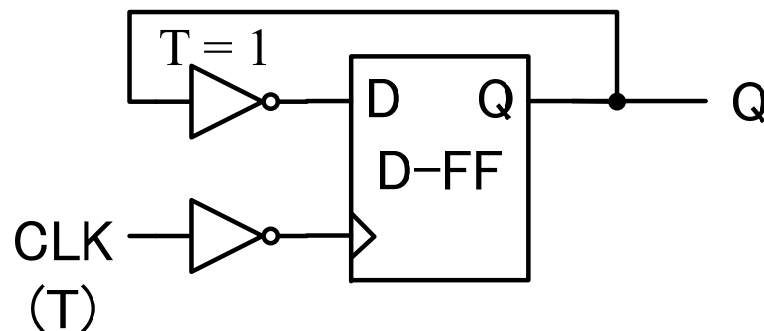 T = 1
D Q
Q
D-FF
CLK
(T)